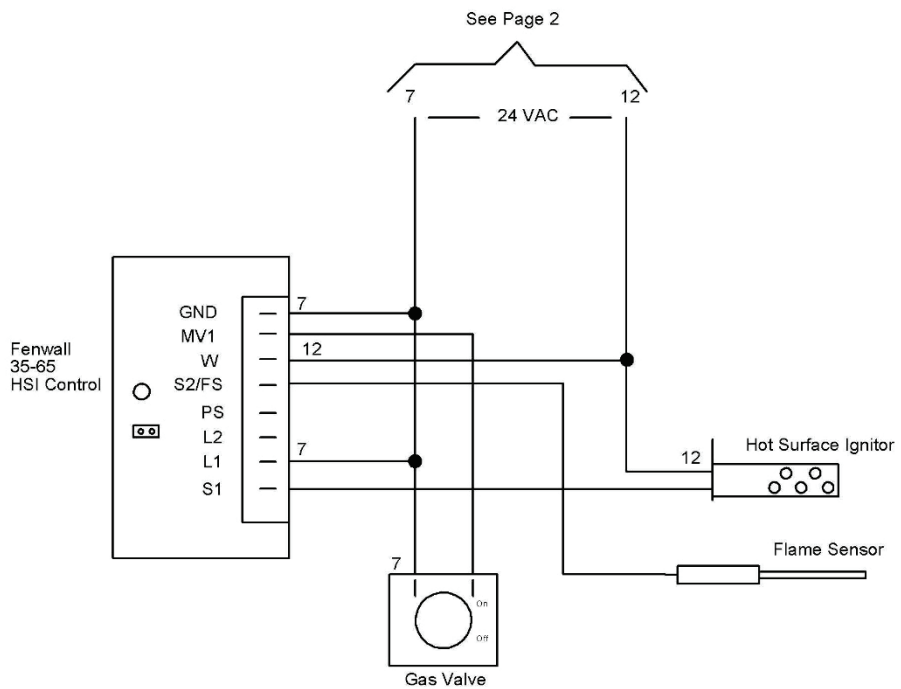 See Page 2
7
12
24 VAC
GND
7
MV1
W
12
Fenwall
35-65
HSI Control
S2/FS
PS
L2
L1
7
S1
12
Hot Surface Ignitor
Flame Sensor
7
On
Off
Gas Valve